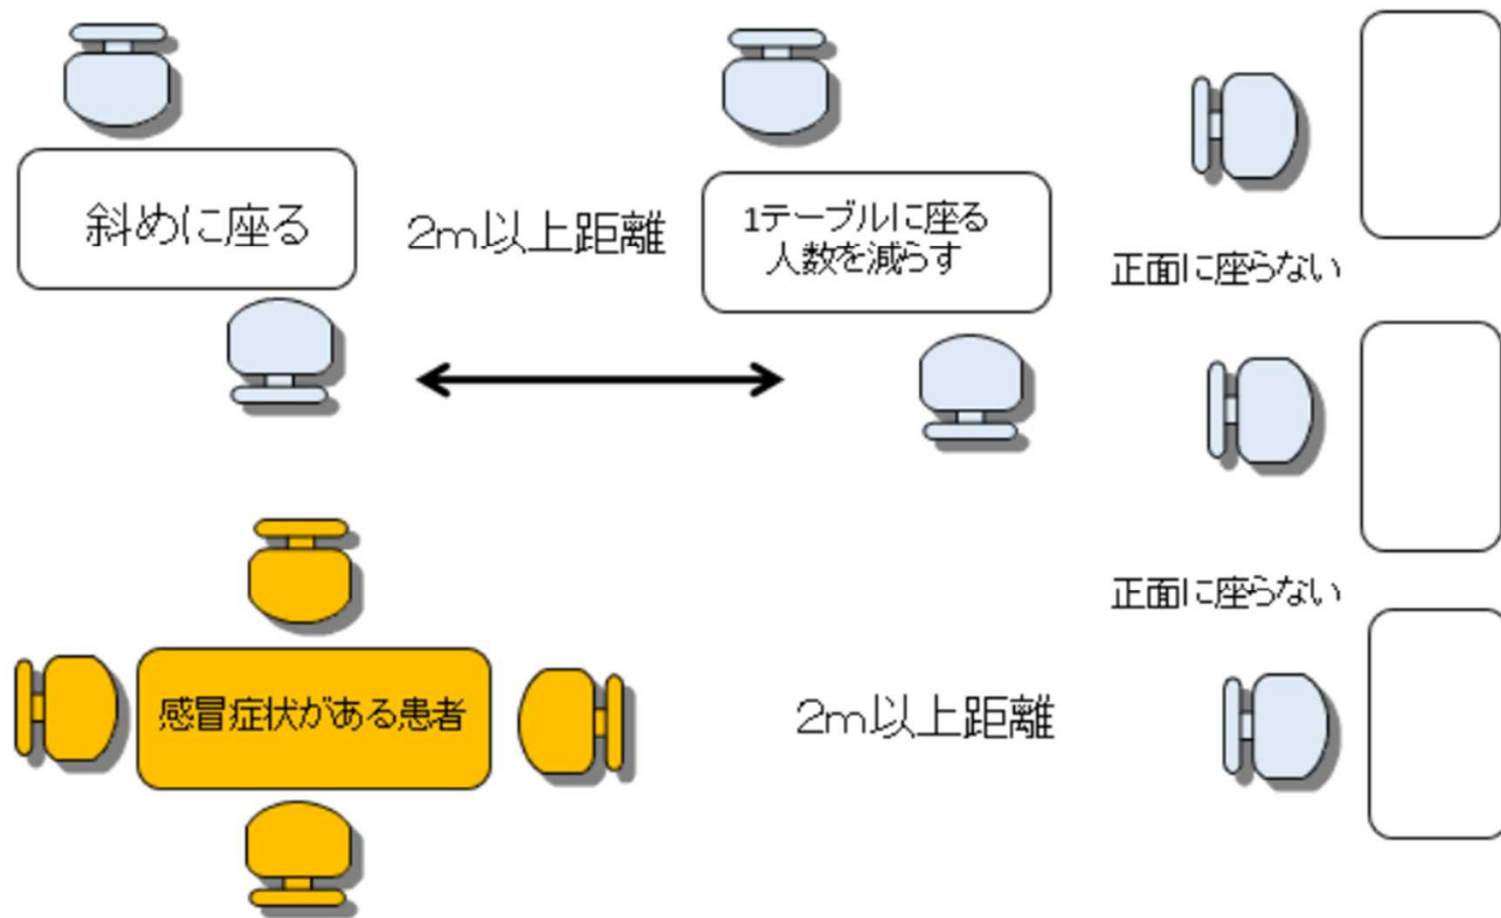 斜めに座る
2m以上距離
1テーブルに座る
人数を減らす
正面に座らない
正面に座らない
感冒症状がある患者
2m以上距離